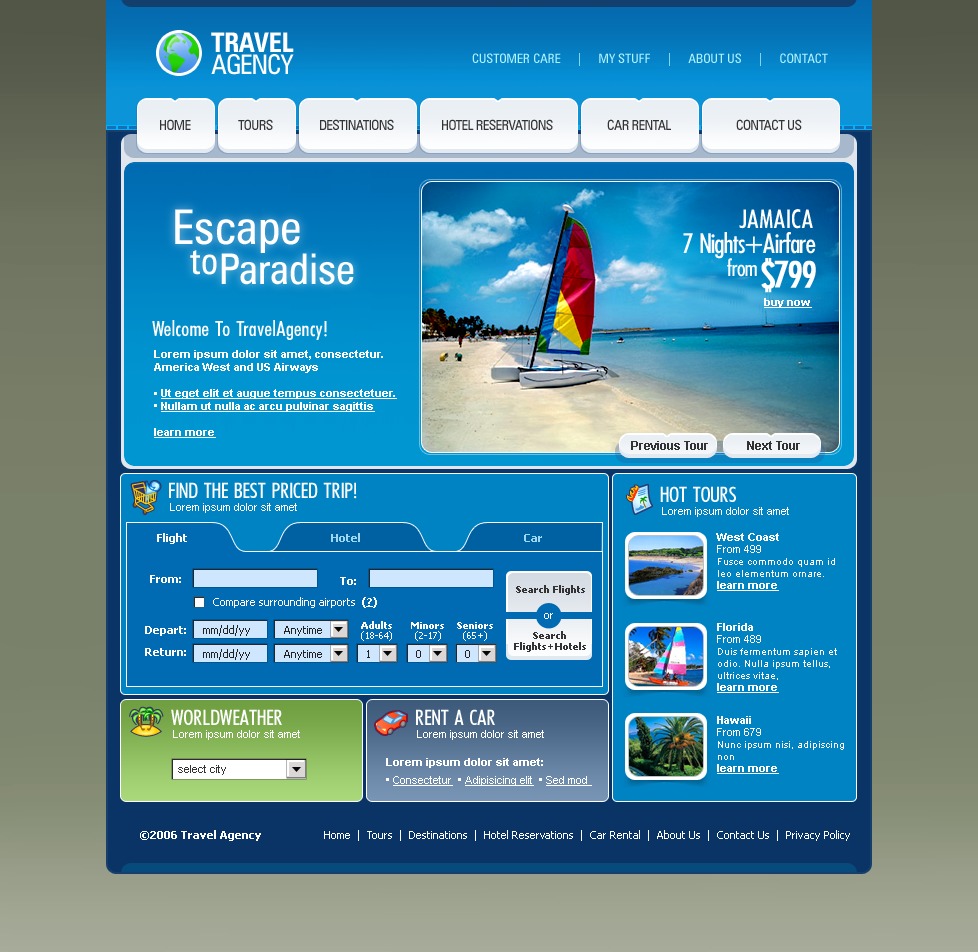 TRAVEL
AGENCY
CUSTOMER CARE | MY STUFF | ABOUT US | CONTACT
HOME TOURS DESTINATIONS HOTEL RESERVATIONS CAR RENTAL CONTACT US
Escape
to Paradise
Welcome To TravelAgency!
Lorem ipsum dolor sit amet, consectetur.
America West and US Airways
• Ut eget elit et augue tempus consectetuer.
• Nullam ut nulla ac arcu pulvinar sagittis
learn more
JAMAICA
7 Nights+Airfare
from $799
buy now
Previous Tour Next Tour
FIND THE BEST PRICED TRIP!
Lorem ipsum dolor sit amet
Flight Hotel Car
From: To:
Compare surrounding airports (?)
Depart: mm/dd/yy Anytime
Return: mm/dd/yy Anytime
Adults Minors Seniors
(18-64) (2-17) (65+)
1 0 0
Search Flights
or
Search
Flights+Hotels
HOT TOURS
Lorem ipsum dolor sit amet
West Coast
From 499
Fusce commodo quam id
leo elementum ornare.
learn more
Florida
From 489
Duis fermentum sapien et
odio. Nulla ipsum tellus,
ultrices vitae,
learn more
Hawaii
From 679
Nunc ipsum nisi, adipiscing
non
learn more
WORLDWEATHER
Lorem ipsum dolor sit amet
select city
RENT A CAR
Lorem ipsum dolor sit amet
Lorem ipsum dolor sit amet:
• Consectetur • Adipisicing elit • Sed mod
©2006 Travel Agency
Home | Tours | Destinations | Hotel Reservations | Car Rental | About Us | Contact Us | Privacy Policy